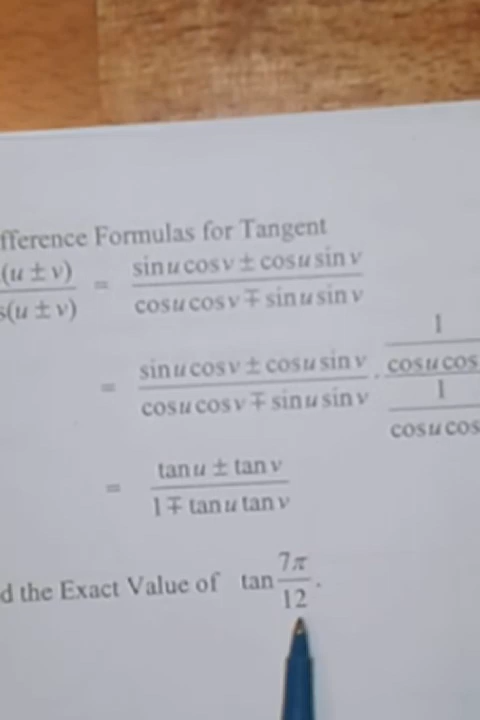 fference Formulas for Tangent
(u ± v) / s(u ± v) = sin u cos v ± cos u sin v / cos u cos v ∓ sin u sin v
= sin u cos v ± cos u sin v / cos u cos v ∓ sin u sin v · 1 / cos u cos / 1 / cos u cos
= tan u ± tan v / 1 ∓ tan u tan v
d the Exact Value of tan 7π / 12 .